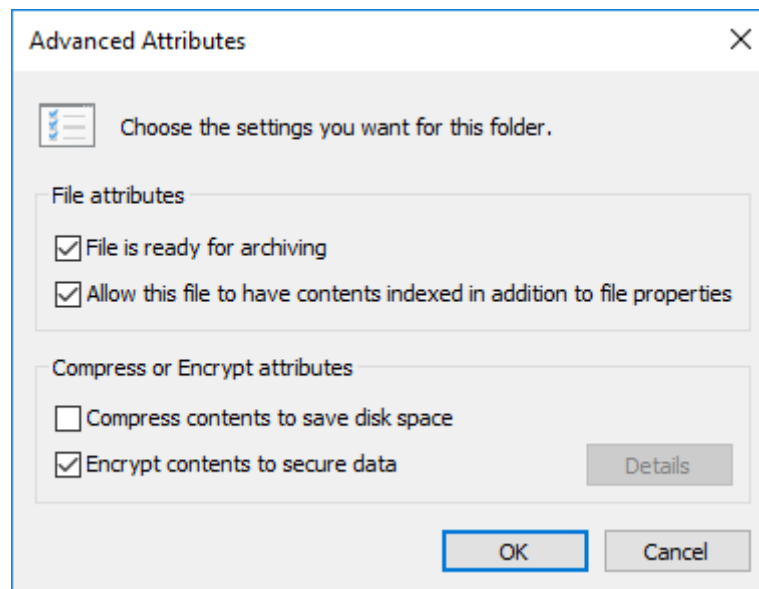 Advanced Attributes
Choose the settings you want for this folder.
File attributes
File is ready for archiving
Allow this file to have contents indexed in addition to file properties
Compress or Encrypt attributes
Compress contents to save disk space
Encrypt contents to secure data
Details
OK
Cancel